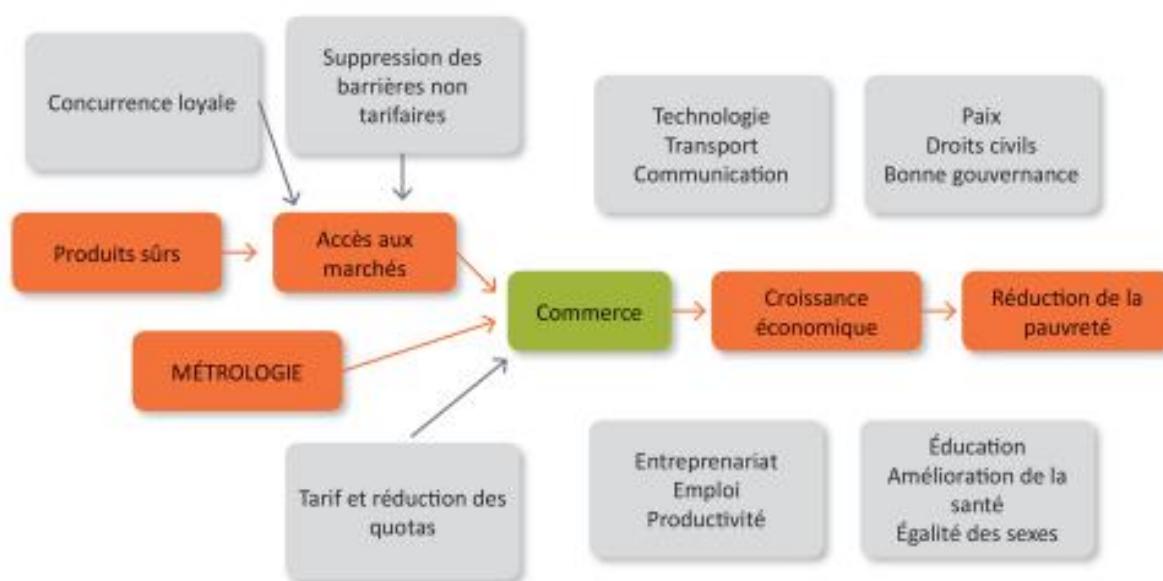 Concurrence loyale
Suppression des
barrières non
tarifaires
Technologie
Transport
Communication
Paix
Droits civils
Bonne gouvernance
Produits sûrs
Accès aux
marchés
Commerce
Croissance
économique
Réduction de la
pauvreté
MÉTROLOGIE
Tarif et réduction des
quotas
Entreprenariat
Emploi
Productivité
Éducation
Amélioration de la
santé
Égalité des sexes